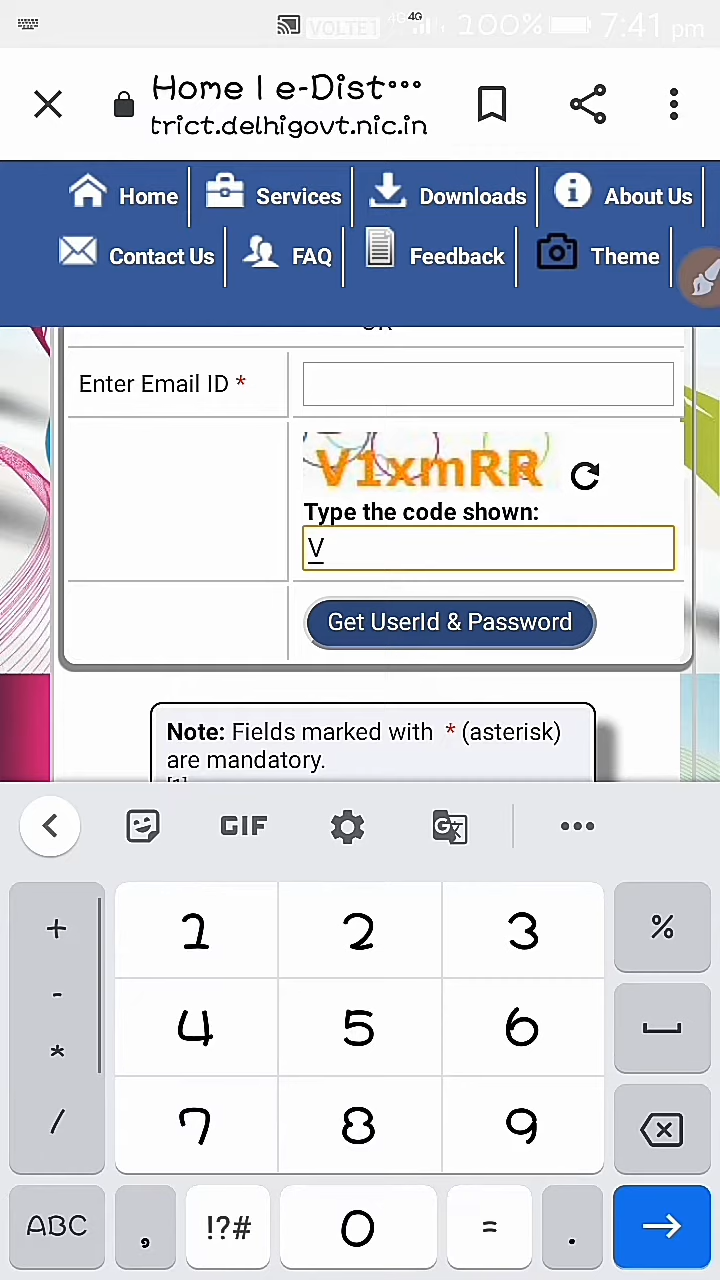 VOLTE1 4G 4G 100% 7:41 pm
Home | e-Dist...
trict.delhigovt.nic.in
Home Services Downloads About Us
Contact Us FAQ Feedback Theme
Enter Email ID *
V1xmRR
Type the code shown:
V
Get UserId & Password
Note: Fields marked with * (asterisk)
are mandatory.
[1]
GIF
+ 1 2 3 %
- 4 5 6
*
/ 7 8 9
ABC , !?# 0 = .